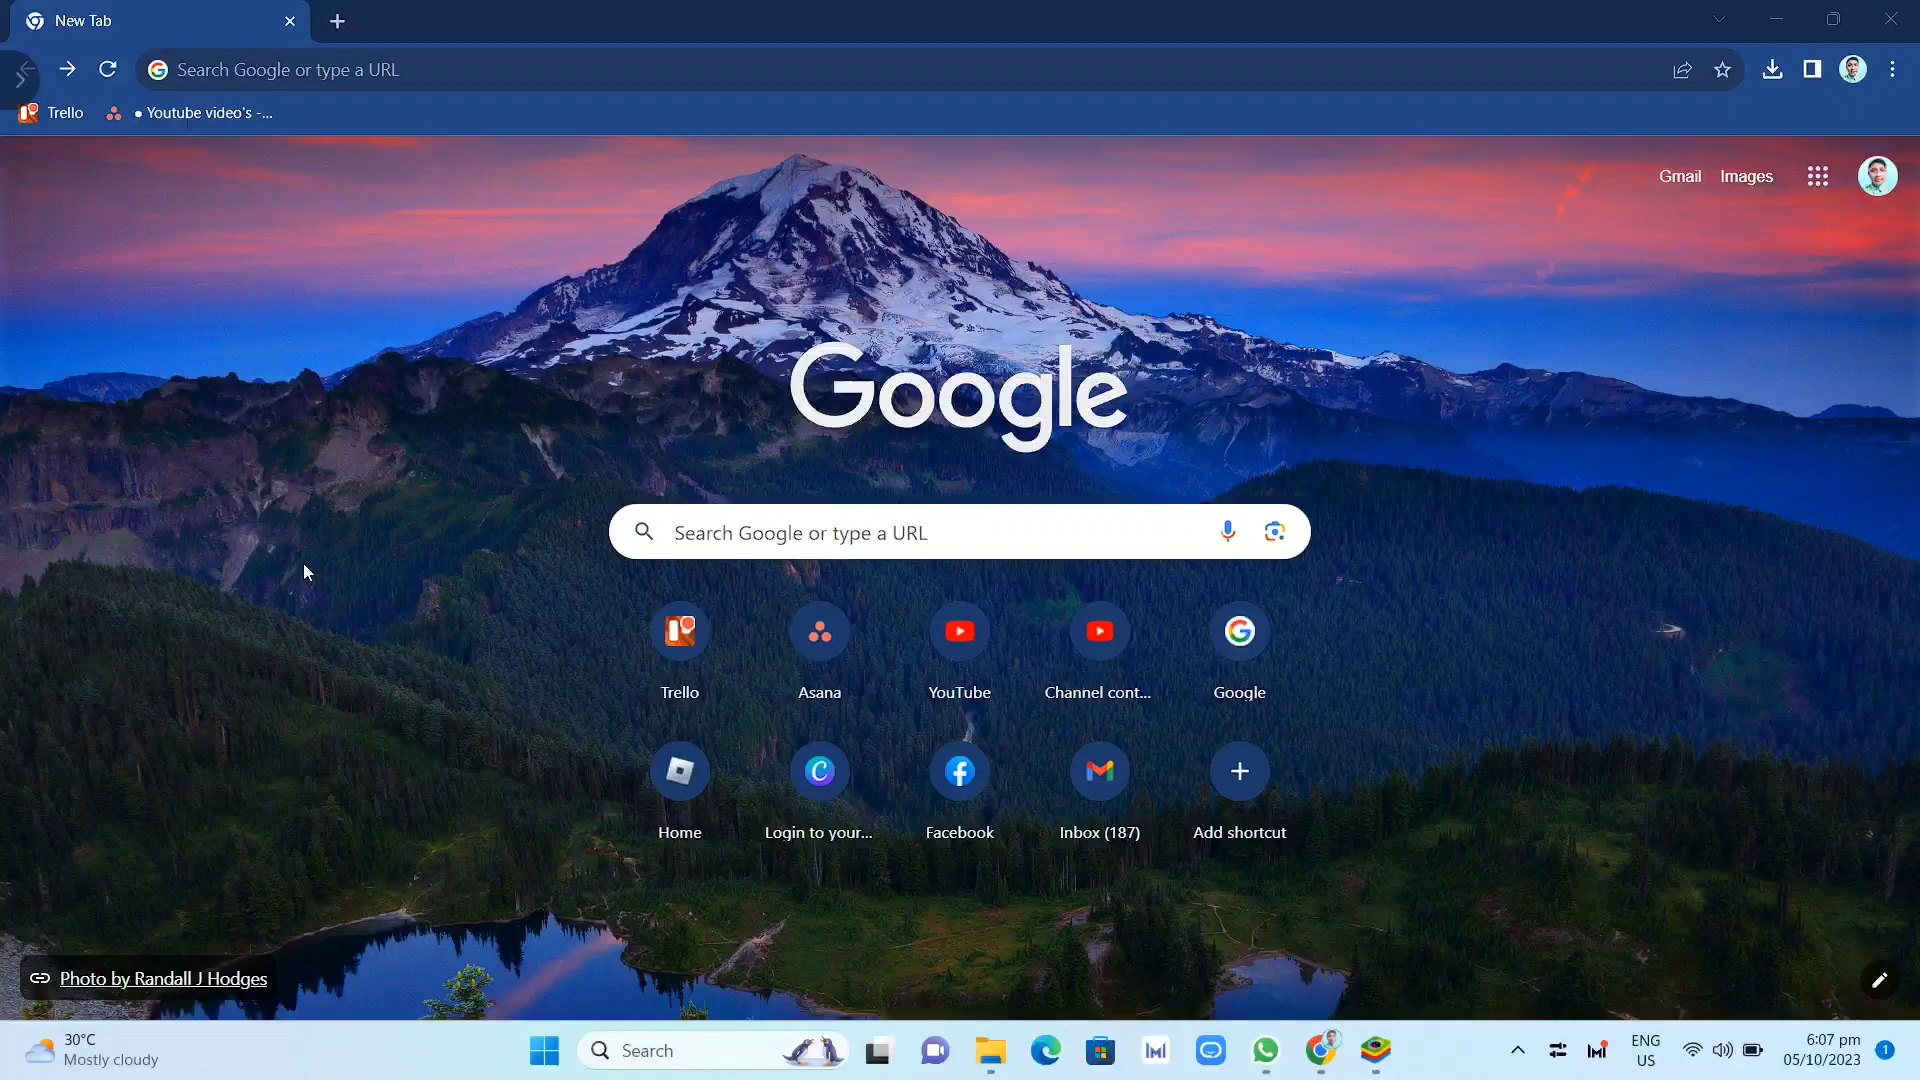 New Tab
Search Google or type a URL
Trello
Youtube video's -...
Gmail Images
Google
Search Google or type a URL
Trello Asana YouTube Channel cont... Google
Home Login to your... Facebook Inbox (187) Add shortcut
Photo by Randall J Hodges
30°C
Mostly cloudy
Search
ENG
US
6:07 pm
05/10/2023
1